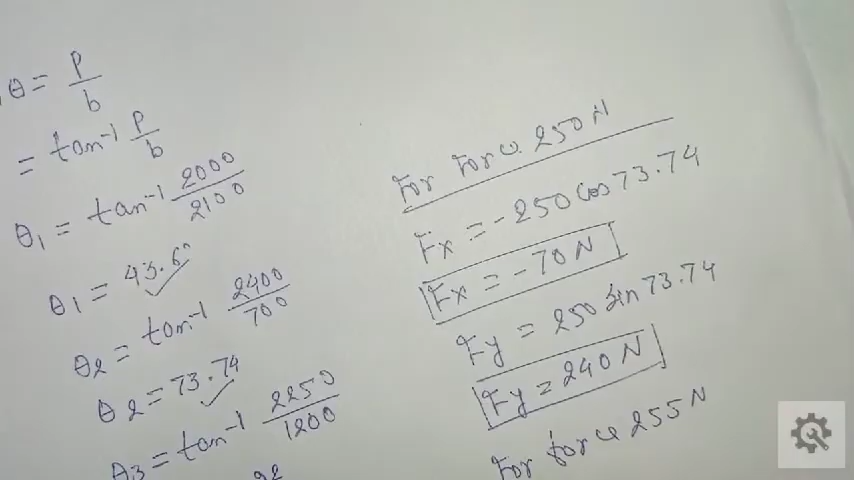 θ = P/b
= tan⁻¹ P/b
θ₁ = tan⁻¹ 2000/2100
θ₁ = 43.6°
θ₂ = tan⁻¹ 2400/700
θ₂ = 73.74
θ₃ = tan⁻¹ 2250/1200
For Force 250 N
Fx = -250 cos 73.74
Fx = -70 N
Fy = 250 sin 73.74
Fy = 240 N
For force 255 N